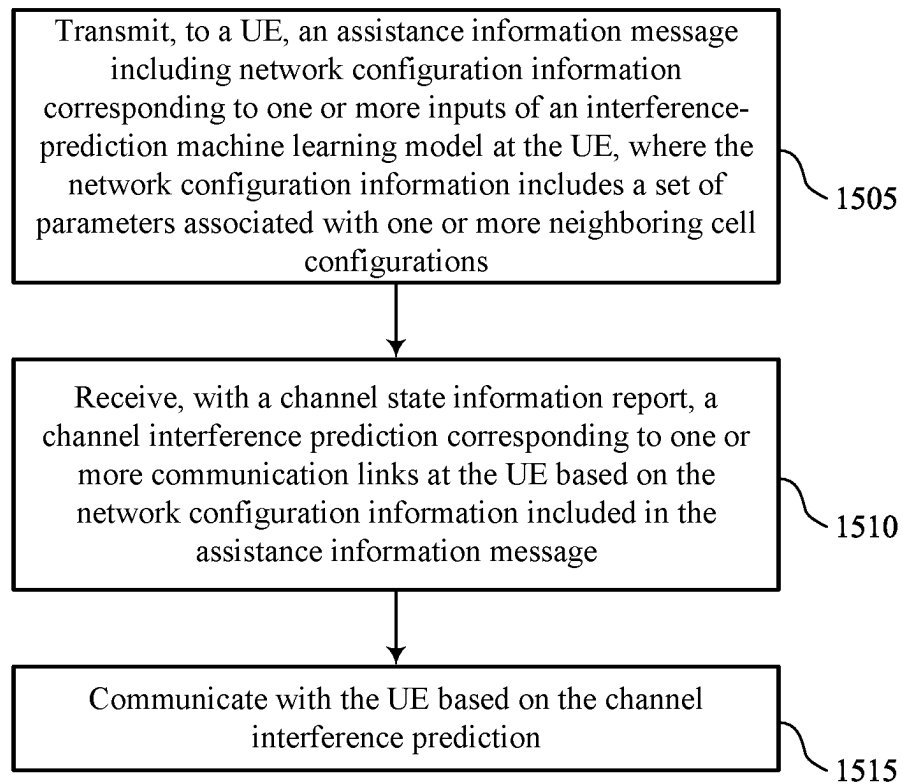 Transmit, to a UE, an assistance information message
including network configuration information
corresponding to one or more inputs of an interference-
prediction machine learning model at the UE, where the
network configuration information includes a set of
parameters associated with one or more neighboring cell
configurations
1505
Receive, with a channel state information report, a
channel interference prediction corresponding to one or
more communication links at the UE based on the
network configuration information included in the
assistance information message
1510
Communicate with the UE based on the channel
interference prediction
1515